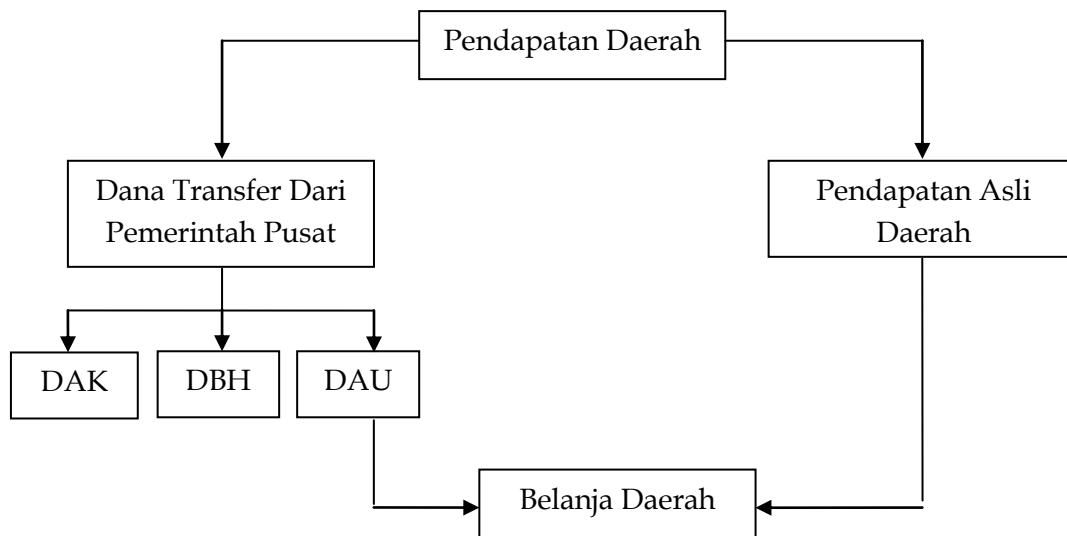 Pendapatan Daerah
Dana Transfer Dari
Pemerintah Pusat
Pendapatan Asli
Daerah
DAK
DBH
DAU
Belanja Daerah